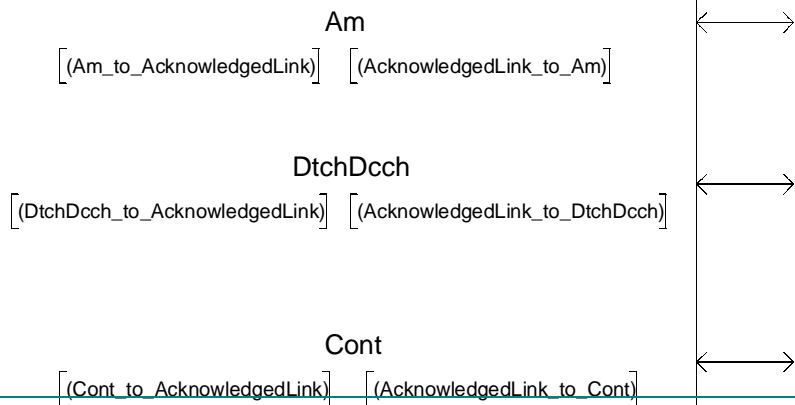 Am
(Am_to_AcknowledgedLink) (AcknowledgedLink_to_Am)
DtchDcch
(DtchDcch_to_AcknowledgedLink) (AcknowledgedLink_to_DtchDcch)
Cont
(Cont_to_AcknowledgedLink) (AcknowledgedLink_to_Cont)